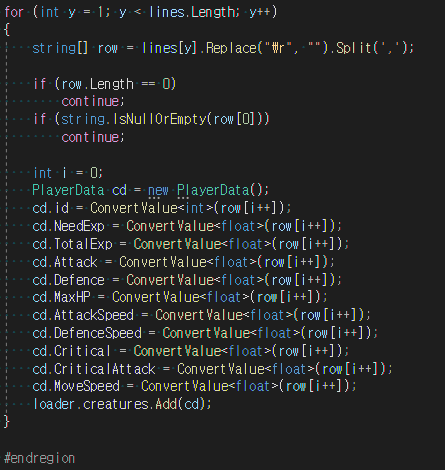 for (int y = 1; y < lines.Length; y++)
{
string[] row = lines[y].Replace("₩r", "").Split(',');
if (row.Length == 0)
continue;
if (string.IsNullOrEmpty(row[0]))
continue;
int i = 0;
PlayerData cd = new PlayerData();
cd.id = ConvertValue<int>(row[i++]);
cd.NeedExp = ConvertValue<float>(row[i++]);
cd.TotalExp = ConvertValue<float>(row[i++]);
cd.Attack = ConvertValue<float>(row[i++]);
cd.Defence = ConvertValue<float>(row[i++]);
cd.MaxHP = ConvertValue<float>(row[i++]);
cd.AttackSpeed = ConvertValue<float>(row[i++]);
cd.DefenceSpeed = ConvertValue<float>(row[i++]);
cd.Critical = ConvertValue<float>(row[i++]);
cd.CriticalAttack = ConvertValue<float>(row[i++]);
cd.MoveSpeed = ConvertValue<float>(row[i++]);
loader.creatures.Add(cd);
}
#endregion